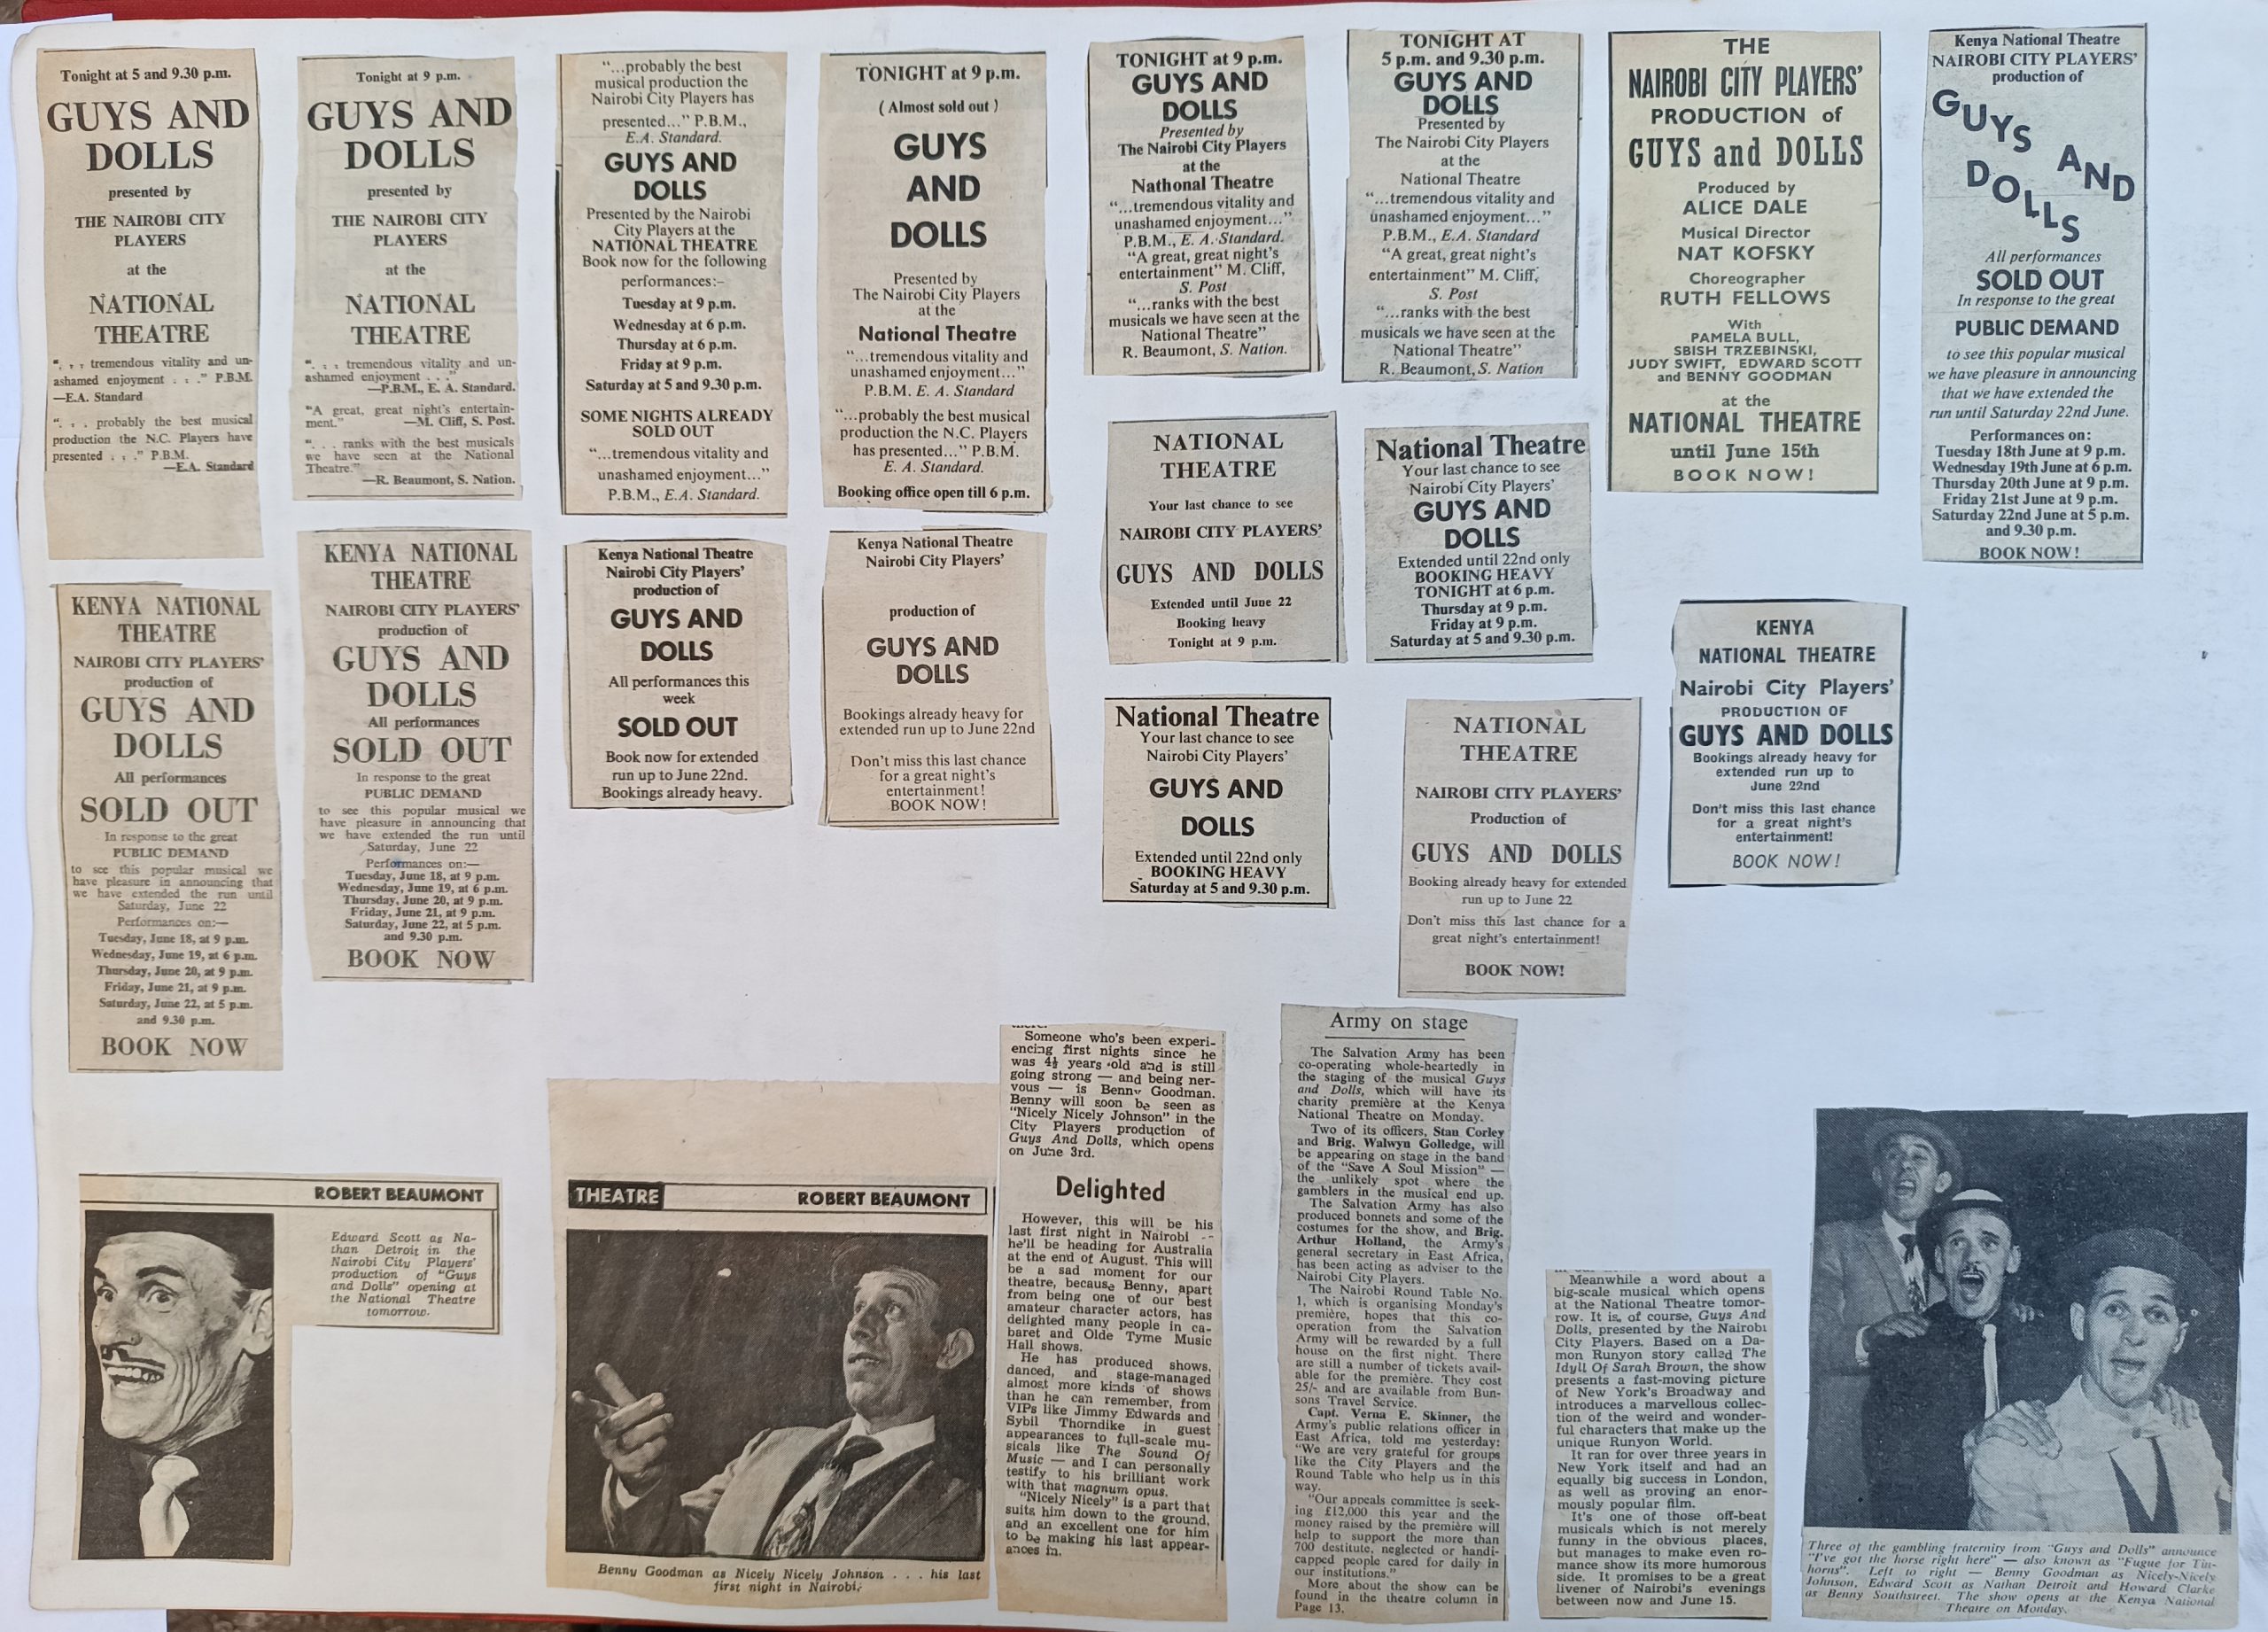 Tonight at 5 and 9.30 p.m.
GUYS AND
DOLLS
presented by
THE NAIROBI CITY
PLAYERS
at the
NATIONAL
THEATRE
". . . tremendous vitality and un-
ashamed enjoyment . . ." P.B.M.
—E.A. Standard
". . . probably the best musical
production the N.C. Players have
presented . . ." P.B.M.
—E.A. Standard
Tonight at 9 p.m.
GUYS AND
DOLLS
presented by
THE NAIROBI CITY
PLAYERS
at the
NATIONAL
THEATRE
". . . tremendous vitality and un-
ashamed enjoyment . . ."
—P.B.M., E. A. Standard.
"A great, great night's entertain-
ment." —M. Cliff, S. Post.
". . . ranks with the best musicals
we have seen at the National
Theatre."
—R. Beaumont, S. Nation.
"...probably the best
musical production the
Nairobi City Players has
presented..." P.B.M.,
E.A. Standard.
GUYS AND
DOLLS
Presented by the Nairobi
City Players at the
NATIONAL THEATRE
Book now for the following
performances:–
Tuesday at 9 p.m.
Wednesday at 6 p.m.
Thursday at 6 p.m.
Friday at 9 p.m.
Saturday at 5 and 9.30 p.m.
SOME NIGHTS ALREADY
SOLD OUT
"...tremendous vitality and
unashamed enjoyment..."
P.B.M., E.A. Standard.
TONIGHT at 9 p.m.
( Almost sold out )
GUYS
AND
DOLLS
Presented by
The Nairobi City Players
at the
National Theatre
"...tremendous vitality and
unashamed enjoyment..."
P.B.M. E.A. Standard
"...probably the best musical
production the N.C. Players
has presented..." P.B.M.
E. A. Standard.
Booking office open till 6 p.m.
TONIGHT at 9 p.m.
GUYS AND
DOLLS
Presented by
The Nairobi City Players
at the
Nathonal Theatre
"...tremendous vitality and
unashamed enjoyment..."
P.B.M., E. A. Standard.
"A great, great night's
entertainment" M. Cliff,
S. Post
"...ranks with the best
musicals we have seen at the
National Theatre"
R. Beaumont, S. Nation.
TONIGHT AT
5 p.m. and 9.30 p.m.
GUYS AND
DOLLS
Presented by
The Nairobi City Players
at the
National Theatre
"...tremendous vitality and
unashamed enjoyment..."
P.B.M., E.A. Standard
"A great, great night's
entertainment" M. Cliff,
S. Post
"...ranks with the best
musicals we have seen at the
National Theatre"
R. Beaumont, S. Nation
THE
NAIROBI CITY PLAYERS'
PRODUCTION of
GUYS and DOLLS
Produced by
ALICE DALE
Musical Director
NAT KOFSKY
Choreographer
RUTH FELLOWS
With
PAMELA BULL,
SBISH TRZEBINSKI,
JUDY SWIFT, EDWARD SCOTT
and BENNY GOODMAN
at the
NATIONAL THEATRE
until June 15th
BOOK NOW!
Kenya National Theatre
NAIROBI CITY PLAYERS'
production of
GUYS
AND
DOLLS
All performances
SOLD OUT
In response to the great
PUBLIC DEMAND
to see this popular musical
we have pleasure in announcing
that we have extended the
run until Saturday 22nd June.
Performances on:
Tuesday 18th June at 9 p.m.
Wednesday 19th June at 6 p.m.
Thursday 20th June at 9 p.m.
Friday 21st June at 9 p.m.
Saturday 22nd June at 5 p.m.
and 9.30 p.m.
BOOK NOW!
KENYA NATIONAL
THEATRE
NAIROBI CITY PLAYERS'
production of
GUYS AND
DOLLS
All performances
SOLD OUT
In response to the great
PUBLIC DEMAND
to see this popular musical we
have pleasure in announcing that
we have extended the run until
Saturday, June 22
Performances on:—
Tuesday, June 18, at 9 p.m.
Wednesday, June 19, at 6 p.m.
Thursday, June 20, at 9 p.m.
Friday, June 21, at 9 p.m.
Saturday, June 22, at 5 p.m.
and 9.30 p.m.
BOOK NOW
KENYA NATIONAL
THEATRE
NAIROBI CITY PLAYERS'
production of
GUYS AND
DOLLS
All performances
SOLD OUT
In response to the great
PUBLIC DEMAND
to see this popular musical we
have pleasure in announcing that
we have extended the run until
Saturday, June 22
Performances on:—
Tuesday, June 18, at 9 p.m.
Wednesday, June 19, at 6 p.m.
Thursday, June 20, at 9 p.m.
Friday, June 21, at 9 p.m.
Saturday, June 22, at 5 p.m.
and 9.30 p.m.
BOOK NOW
Kenya National Theatre
Nairobi City Players'
production of
GUYS AND
DOLLS
All performances this
week
SOLD OUT
Book now for extended
run up to June 22nd.
Bookings already heavy.
Kenya National Theatre
Nairobi City Players'
production of
GUYS AND
DOLLS
Bookings already heavy for
extended run up to June 22nd
Don't miss this last chance
for a great night's
entertainment!
BOOK NOW!
NATIONAL
THEATRE
Your last chance to see
NAIROBI CITY PLAYERS'
GUYS AND DOLLS
Extended until June 22
Booking heavy
Tonight at 9 p.m.
National Theatre
Your last chance to see
Nairobi City Players'
GUYS AND
DOLLS
Extended until 22nd only
BOOKING HEAVY
TONIGHT at 6 p.m.
Thursday at 9 p.m.
Friday at 9 p.m.
Saturday at 5 and 9.30 p.m.
National Theatre
Your last chance to see
Nairobi City Players'
GUYS AND
DOLLS
Extended until 22nd only
BOOKING HEAVY
Saturday at 5 and 9.30 p.m.
NATIONAL
THEATRE
NAIROBI CITY PLAYERS'
Production of
GUYS AND DOLLS
Booking already heavy for extended
run up to June 22
Don't miss this last chance for a
great night's entertainment!
BOOK NOW!
KENYA
NATIONAL THEATRE
Nairobi City Players'
PRODUCTION OF
GUYS AND DOLLS
Bookings already heavy for
extended run up to
June 22nd
Don't miss this last chance
for a great night's
entertainment!
BOOK NOW!
ROBERT BEAUMONT
Edward Scott as Na-
than Detroit in the
Nairobi City Players'
production of "Guys
and Dolls" opening at
the National Theatre
tomorrow.
THEATRE
ROBERT BEAUMONT
Benny Goodman as Nicely Nicely Johnson . . . his last
first night in Nairobi.
Someone who's been experi-
encing first nights since he
was 4½ years old and is still
going strong — and being ner-
vous — is Benny Goodman.
Benny will soon be seen as
"Nicely Nicely Johnson" in the
City Players production of
Guys And Dolls, which opens
on June 3rd.
Delighted
However, this will be his
last first night in Nairobi --
he'll be heading for Australia
at the end of August. This will
be a sad moment for our
theatre, because Benny, apart
from being one of our best
amateur character actors, has
delighted many people in ca-
baret and Olde Tyme Music
Hall shows.
He has produced shows,
danced, and stage-managed
almost more kinds of shows
than he can remember, from
VIPs like Jimmy Edwards and
Sybil Thorndike in guest
appearances to full-scale mu-
sicals like The Sound Of
Music — and I can personally
testify to his brilliant work
with that magnum opus.
"Nicely Nicely" is a part that
suits him down to the ground,
and an excellent one for him
to be making his last appear-
ances in.
Army on stage
The Salvation Army has been
co-operating whole-heartedly in
the staging of the musical Guys
and Dolls, which will have its
charity première at the Kenya
National Theatre on Monday.
Two of its officers, Stan Corley
and Brig. Walwyn Golledge, will
be appearing on stage in the band
of the "Save A Soul Mission" —
the unlikely spot where the
gamblers in the musical end up.
The Salvation Army has also
produced bonnets and some of the
costumes for the show, and Brig.
Arthur Holland, the Army's
general secretary in East Africa,
has been acting as adviser to the
Nairobi City Players.
The Nairobi Round Table No.
1, which is organising Monday's
première, hopes that this co-
operation from the Salvation
Army will be rewarded by a full
house on the first night. There
are still a number of tickets avail-
able for the première. They cost
25/- and are available from Bun-
sons Travel Service.
Capt. Verna E. Skinner, the
Army's public relations officer in
East Africa, told me yesterday:
"We are very grateful for groups
like the City Players and the
Round Table who help us in this
way.
"Our appeals committee is seek-
ing £12,000 this year and the
money raised by the première will
help to support the more than
700 destitute, neglected or handi-
capped people cared for daily in
our institutions."
More about the show can be
found in the theatre column in
Page 13.
Meanwhile a word about a
big-scale musical which opens
at the National Theatre tomor-
row. It is, of course, Guys And
Dolls, presented by the Nairobi
City Players. Based on a Da-
mon Runyon story called The
Idyll Of Sarah Brown, the show
presents a fast-moving picture
of New York's Broadway and
introduces a marvellous collec-
tion of the weird and wonder-
ful characters that make up the
unique Runyon World.
It ran for over three years in
New York itself and had an
equally big success in London,
as well as proving an enor-
mously popular film.
It's one of those off-beat
musicals which is not merely
funny in the obvious places,
but manages to make even ro-
mance show its more humorous
side. It promises to be a great
livener of Nairobi's evenings
between now and June 15.
Three of the gambling fraternity from "Guys and Dolls" announce
"I've got the horse right here" — also known as "Fugue for Tin-
horns". Left to right — Benny Goodman as Nicely-Nicely
Johnson, Edward Scott as Nathan Detroit and Howard Clarke
as Benny Southstreet. The show opens at the Kenya National
Theatre on Monday.